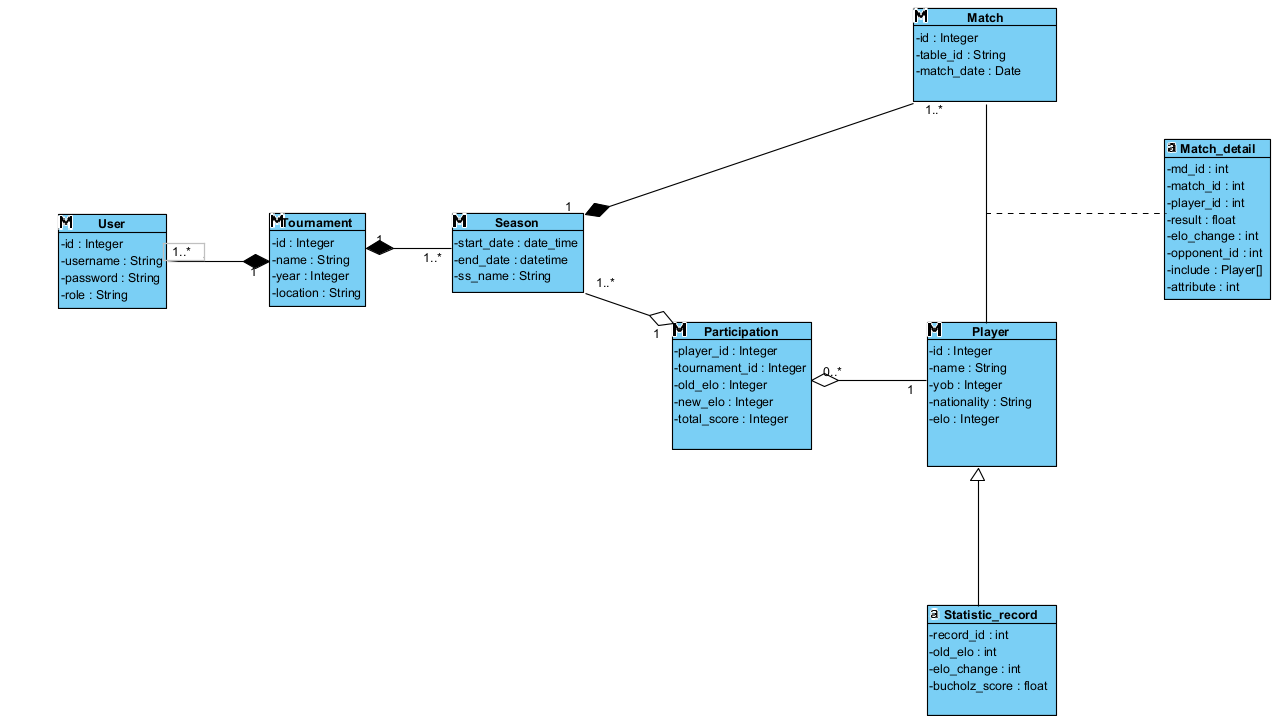 M Match
-id : Integer
-table_id : String
-match_date : Date
1..*
a Match_detail
-md_id : int
-match_id : int
-player_id : int
-result : float
-elo_change : int
-opponent_id : int
-include : Player[]
-attribute : int
M User
-id : Integer
-username : String
-password : String
-role : String
1..*
1
M Tournament
-id : Integer
-name : String
-year : Integer
-location : String
1
1..*
M Season
-start_date : date_time
-end_date : datetime
-ss_name : String
1
1..*
1
M Participation
-player_id : Integer
-tournament_id : Integer
-old_elo : Integer
-new_elo : Integer
-total_score : Integer
0..*
1
M Player
-id : Integer
-name : String
-yob : Integer
-nationality : String
-elo : Integer
a Statistic_record
-record_id : int
-old_elo : int
-elo_change : int
-bucholz_score : float